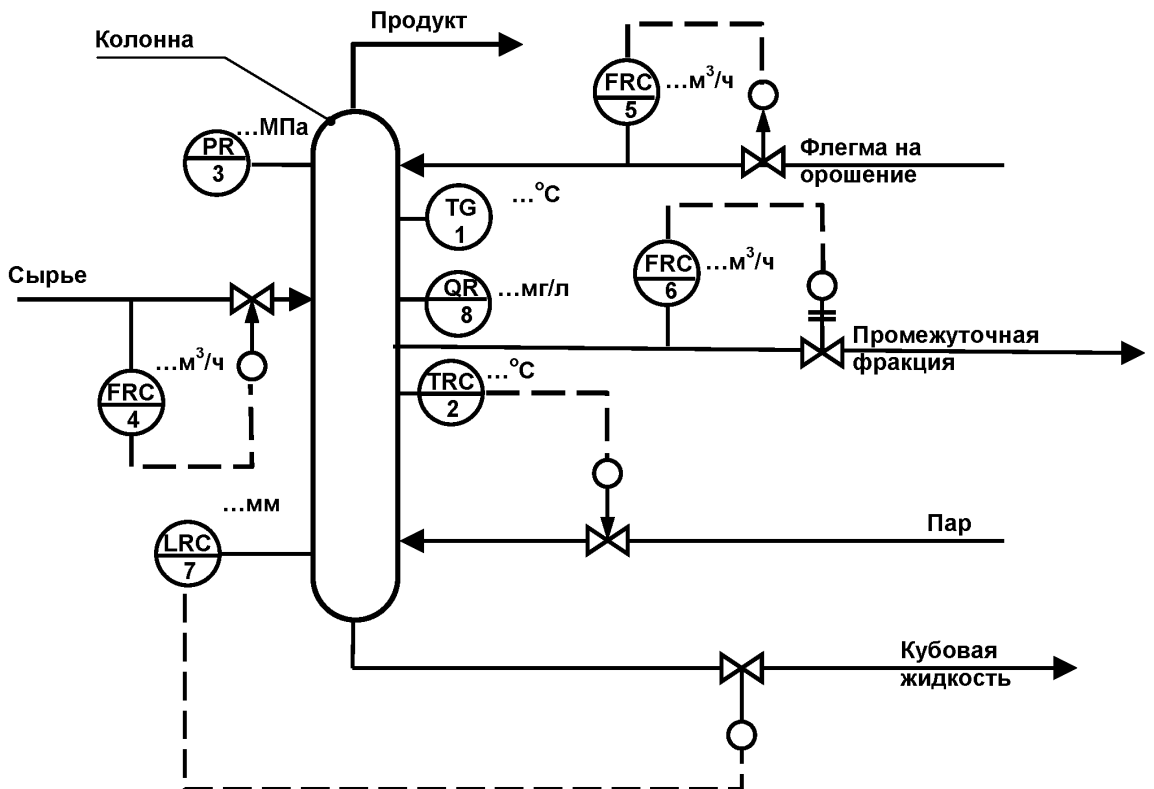 Продукт
Колонна
FRC
5
…м³/ч
…МПа
PR
3
Флегма на
орошение
TG
1
…°С
Сырье
FRC
6
…м³/ч
QR
8
…мг/л
Промежуточная
фракция
…м³/ч
FRC
4
TRC
2
…°С
…мм
LRC
7
Пар
Кубовая
жидкость